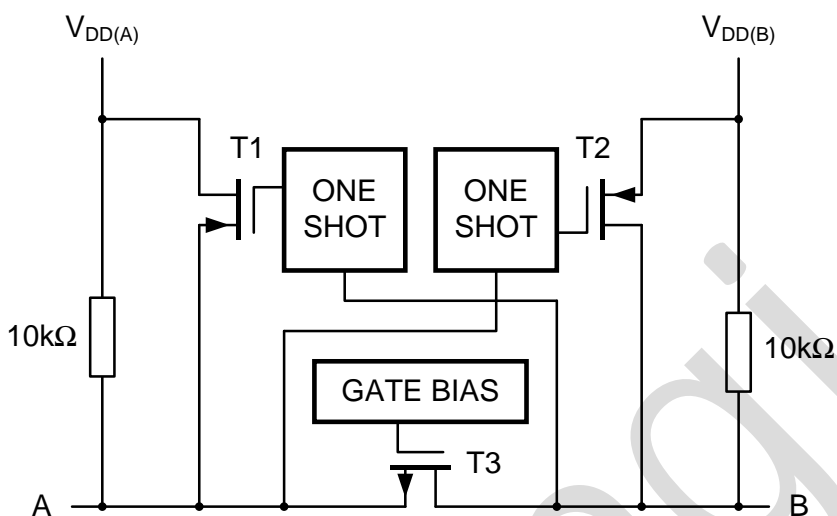 VDD(A)
VDD(B)
T1
T2
ONE
SHOT
ONE
SHOT
10kΩ
10kΩ
GATE BIAS
T3
A
B